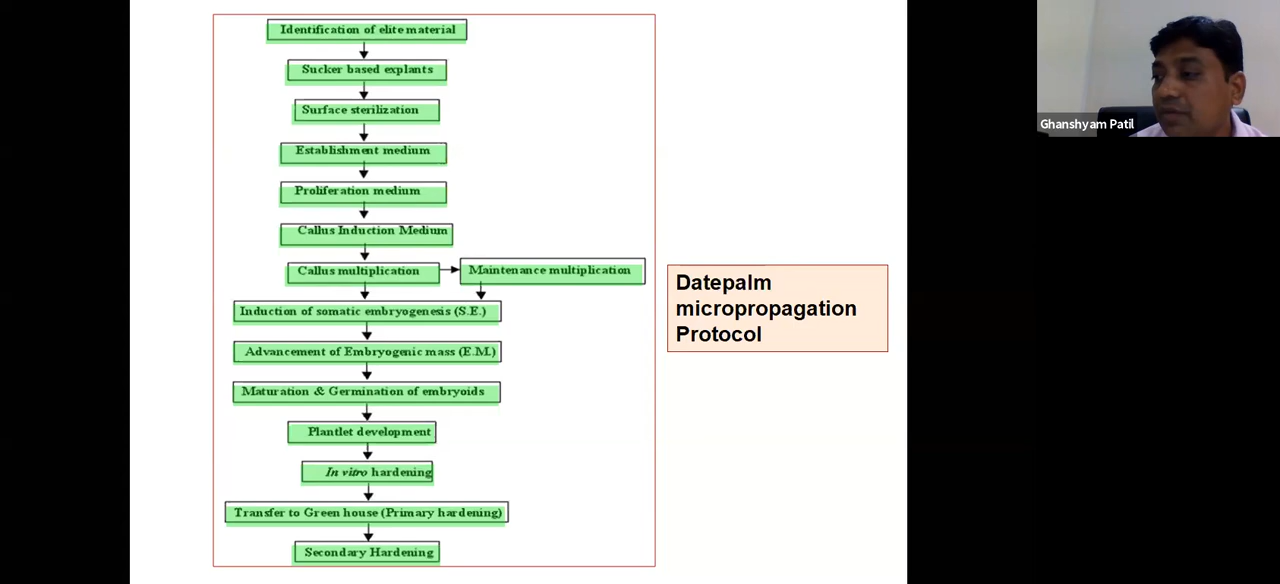 Identification of elite material
Sucker based explants
Surface sterilization
Establishment medium
Proliferation medium
Callus Induction Medium
Callus multiplication
Maintenance multiplication
Induction of somatic embryogenesis (S.E.)
Advancement of Embryogenic mass (E.M.)
Maturation & Germination of embryoids
Plantlet development
In vitro hardening
Transfer to Green house (Primary hardening)
Secondary Hardening
Datepalm
micropropagation
Protocol
Ghanshyam Patil